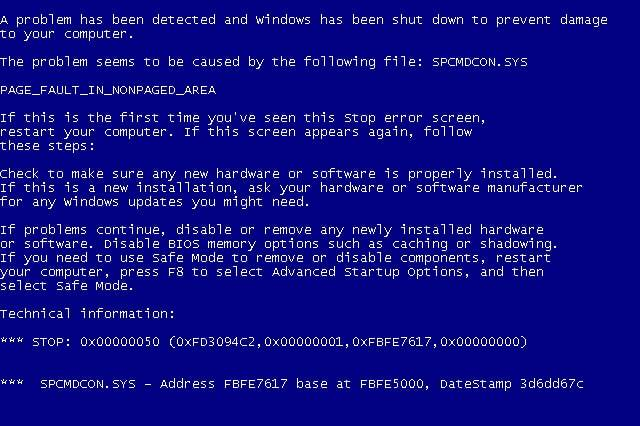 A problem has been detected and Windows has been shut down to prevent damage
to your computer.
The problem seems to be caused by the following file: SPCMDCON.SYS
PAGE_FAULT_IN_NONPAGED_AREA
If this is the first time you've seen this Stop error screen,
restart your computer. If this screen appears again, follow
these steps:
Check to make sure any new hardware or software is properly installed.
If this is a new installation, ask your hardware or software manufacturer
for any Windows updates you might need.
If problems continue, disable or remove any newly installed hardware
or software. Disable BIOS memory options such as caching or shadowing.
If you need to use Safe Mode to remove or disable components, restart
your computer, press F8 to select Advanced Startup Options, and then
select Safe Mode.
Technical information:
*** STOP: 0x00000050 (0xFD3094C2,0x00000001,0xFBFE7617,0x00000000)
*** SPCMDCON.SYS - Address FBFE7617 base at FBFE5000, DateStamp 3d6dd67c